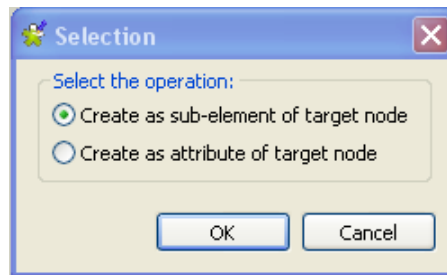 Selection
Select the operation:
Create as sub-element of target node
Create as attribute of target node
OK
Cancel